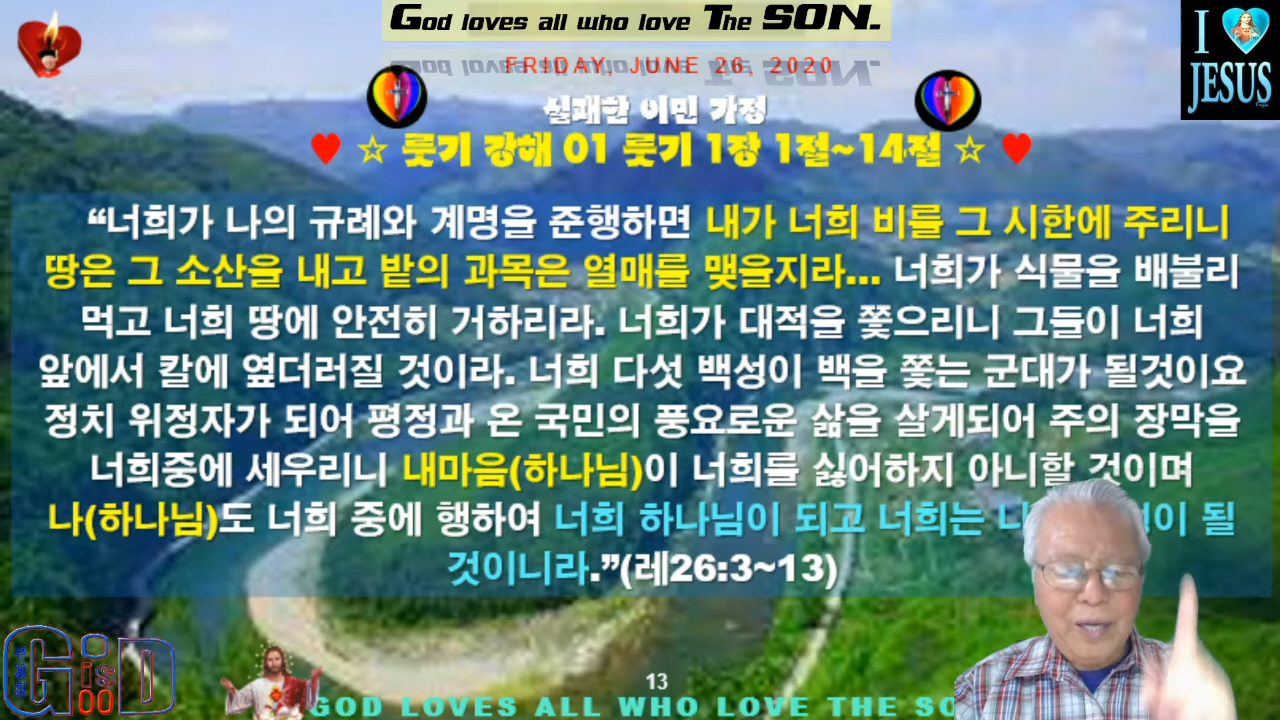 God loves all who love The SON.
I
JESUS
FRIDAY, JUNE 26, 2020
실패한 이민 가정
♥ ☆ 룻기 강해 01 룻기 1장 1절~14절 ☆ ♥
“너희가 나의 규례와 계명을 준행하면 내가 너희 비를 그 시한에 주리니
땅은 그 소산을 내고 밭의 과목은 열매를 맺을지라... 너희가 식물을 배불리
먹고 너희 땅에 안전히 거하리라. 너희가 대적을 쫓으리니 그들이 너희
앞에서 칼에 엎더러질 것이라. 너희 다섯 백성이 백을 쫓는 군대가 될것이요
정치 위정자가 되어 평정과 온 국민의 풍요로운 삶을 살게되어 주의 장막을
너희중에 세우리니 내마음(하나님)이 너희를 싫어하지 아니할 것이며
나(하나님)도 너희 중에 행하여 너희 하나님이 되고 너희는 이 될
것이니라.”(레26:3~13)
GOD
is
13
GOD LOVES ALL WHO LOVE THE